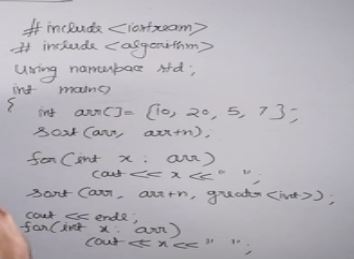 # include <iostream>
# include <algorithm>
using namespace std;
int main()
{
int arr[]= {10, 20, 5, 7};
sort (arr, arr+n);
for (int x : arr)
cout << x << " ";
sort (arr, arr+n, greater <int>);
cout << endl;
for (int x : arr)
cout << x << " ";